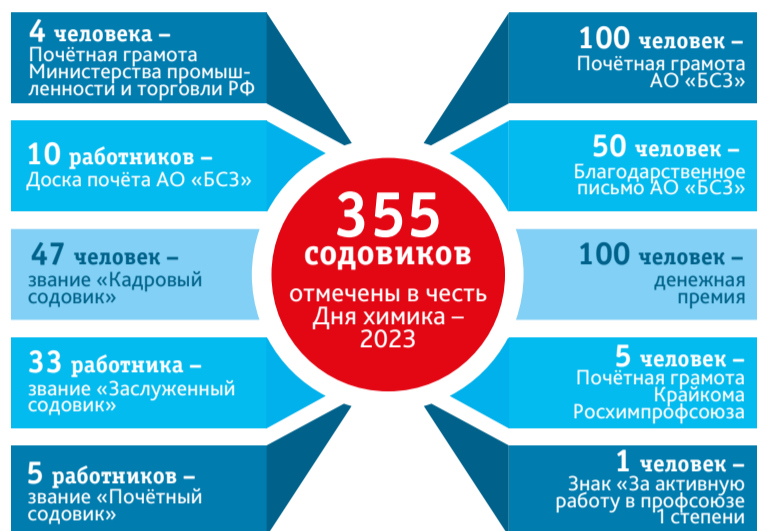 4 человека –
Почётная грамота
Министерства промыш-
ленности и торговли РФ
10 работников –
Доска почёта АО «БСЗ»
47 человек –
звание «Кадровый
содовик»
33 работника –
звание «Заслуженный
содовик»
5 работников –
звание «Почётный
содовик»
355
содовиков
отмечены в честь
Дня химика –
2023
100 человек –
Почётная грамота
АО «БСЗ»
50 человек –
Благодарственное
письмо АО «БСЗ»
100 человек –
денежная
премия
5 человек –
Почётная грамота
Крайкома
Росхимпрофсоюза
1 человек –
Знак «За активную
работу в профсоюзе
1 степени